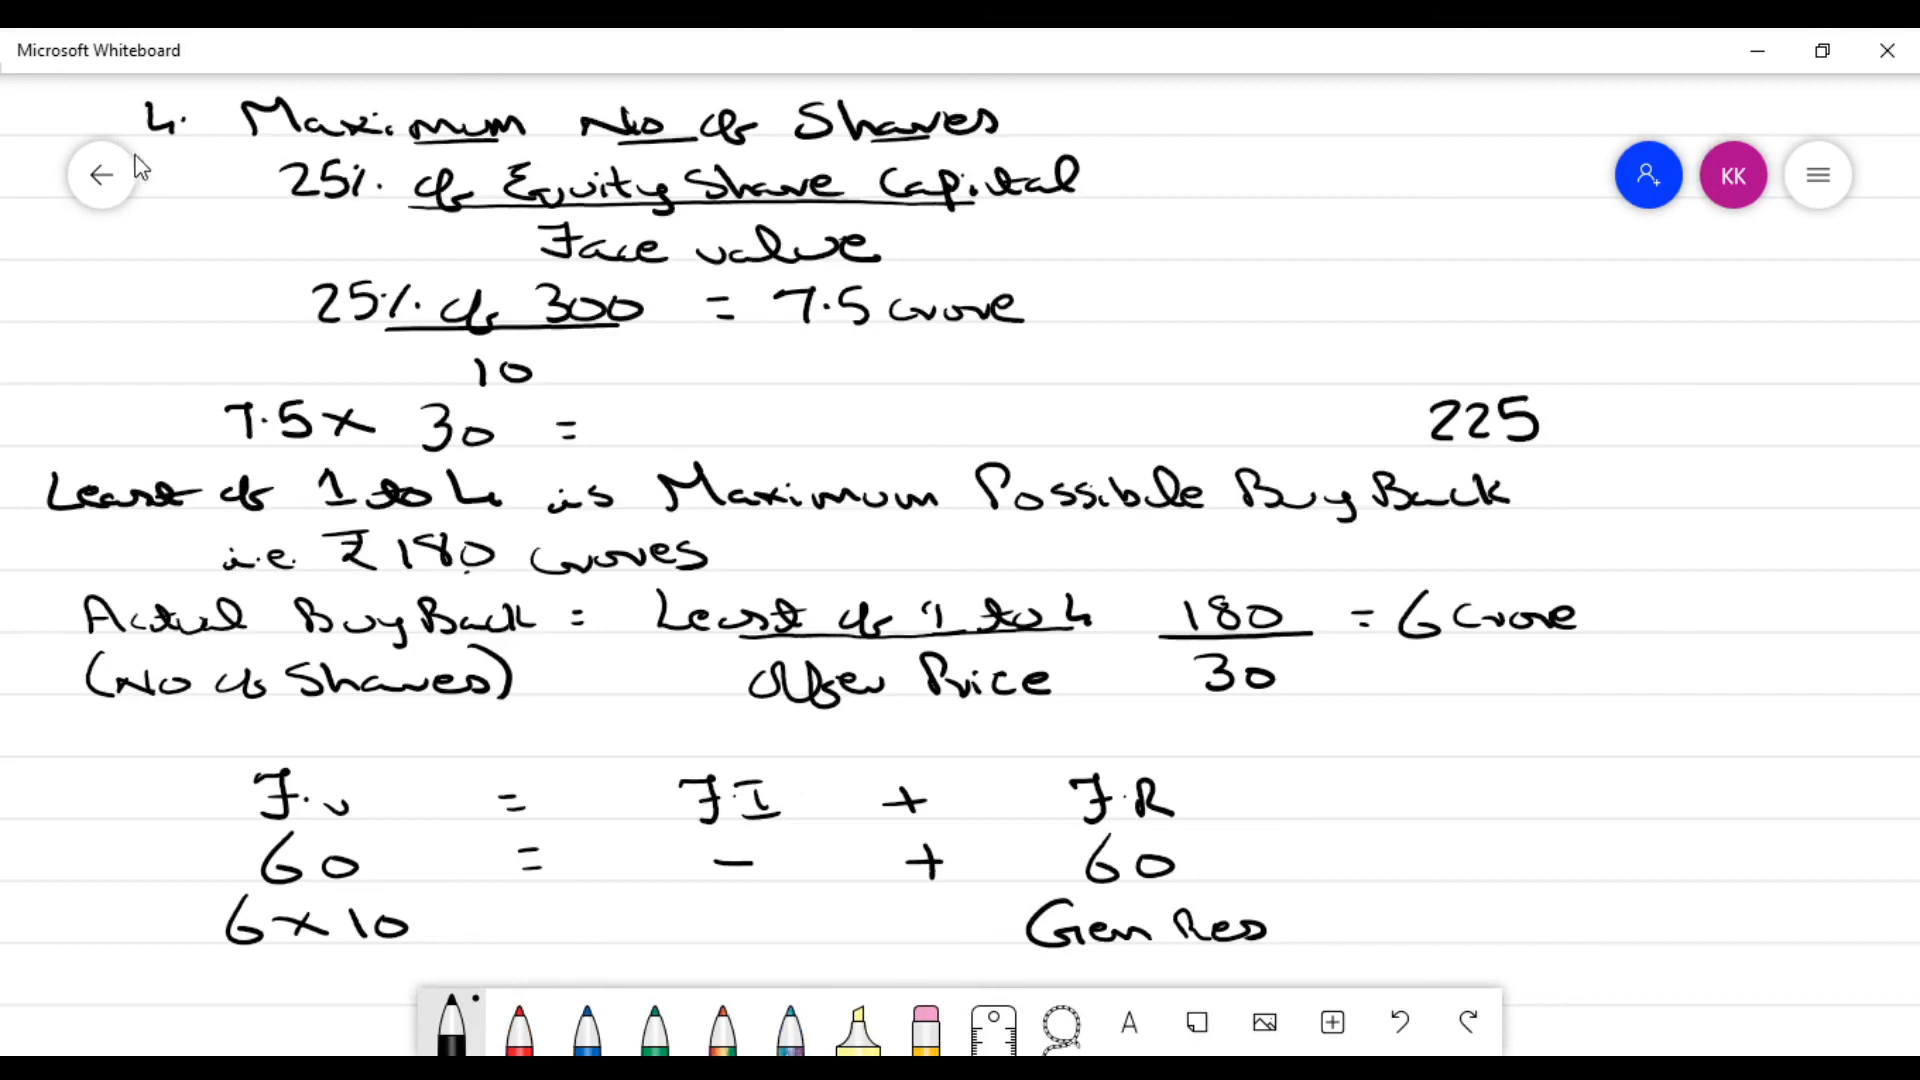 Microsoft Whiteboard
4. Maximum No of Shares
25% of Equity Share Capital
Face value
KK
25% of 300 = 7.5 crore
10
7.5 x 30 = 225
Least of 1 to 4 is Maximum Possible Buy Back
i.e. ₹ 180 crores
Actual Buy Back = Least of 1 to 4 180 = 6 crore
(No of Shares) Offer Price 30
F.V = F.I + F.R
60 = - + 60
6 x 10 Gen Res
A